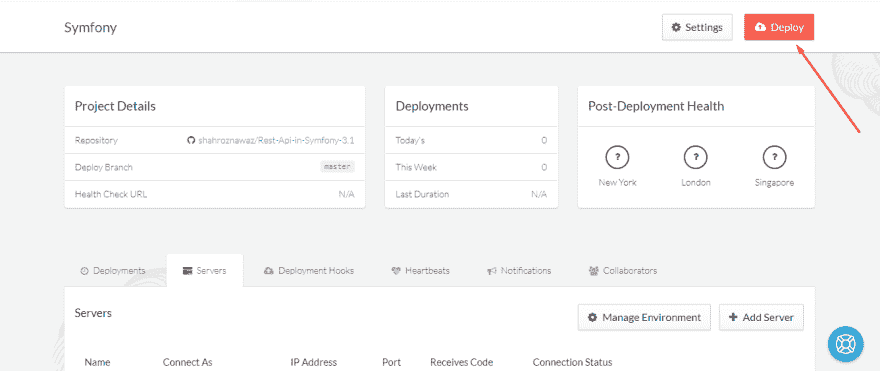 Symfony
Settings
Deploy
Project Details
Repository shahroznawaz/Rest-Api-in-Symfony-3.1
Deploy Branch master
Health Check URL N/A
Deployments
Today's 0
This Week 0
Last Duration N/A
Post-Deployment Health
? ? ?
New York London Singapore
Deployments Servers Deployment Hooks Heartbeats Notifications Collaborators
Servers
Manage Environment
Add Server
Name Connect As IP Address Port Receives Code Connection Status